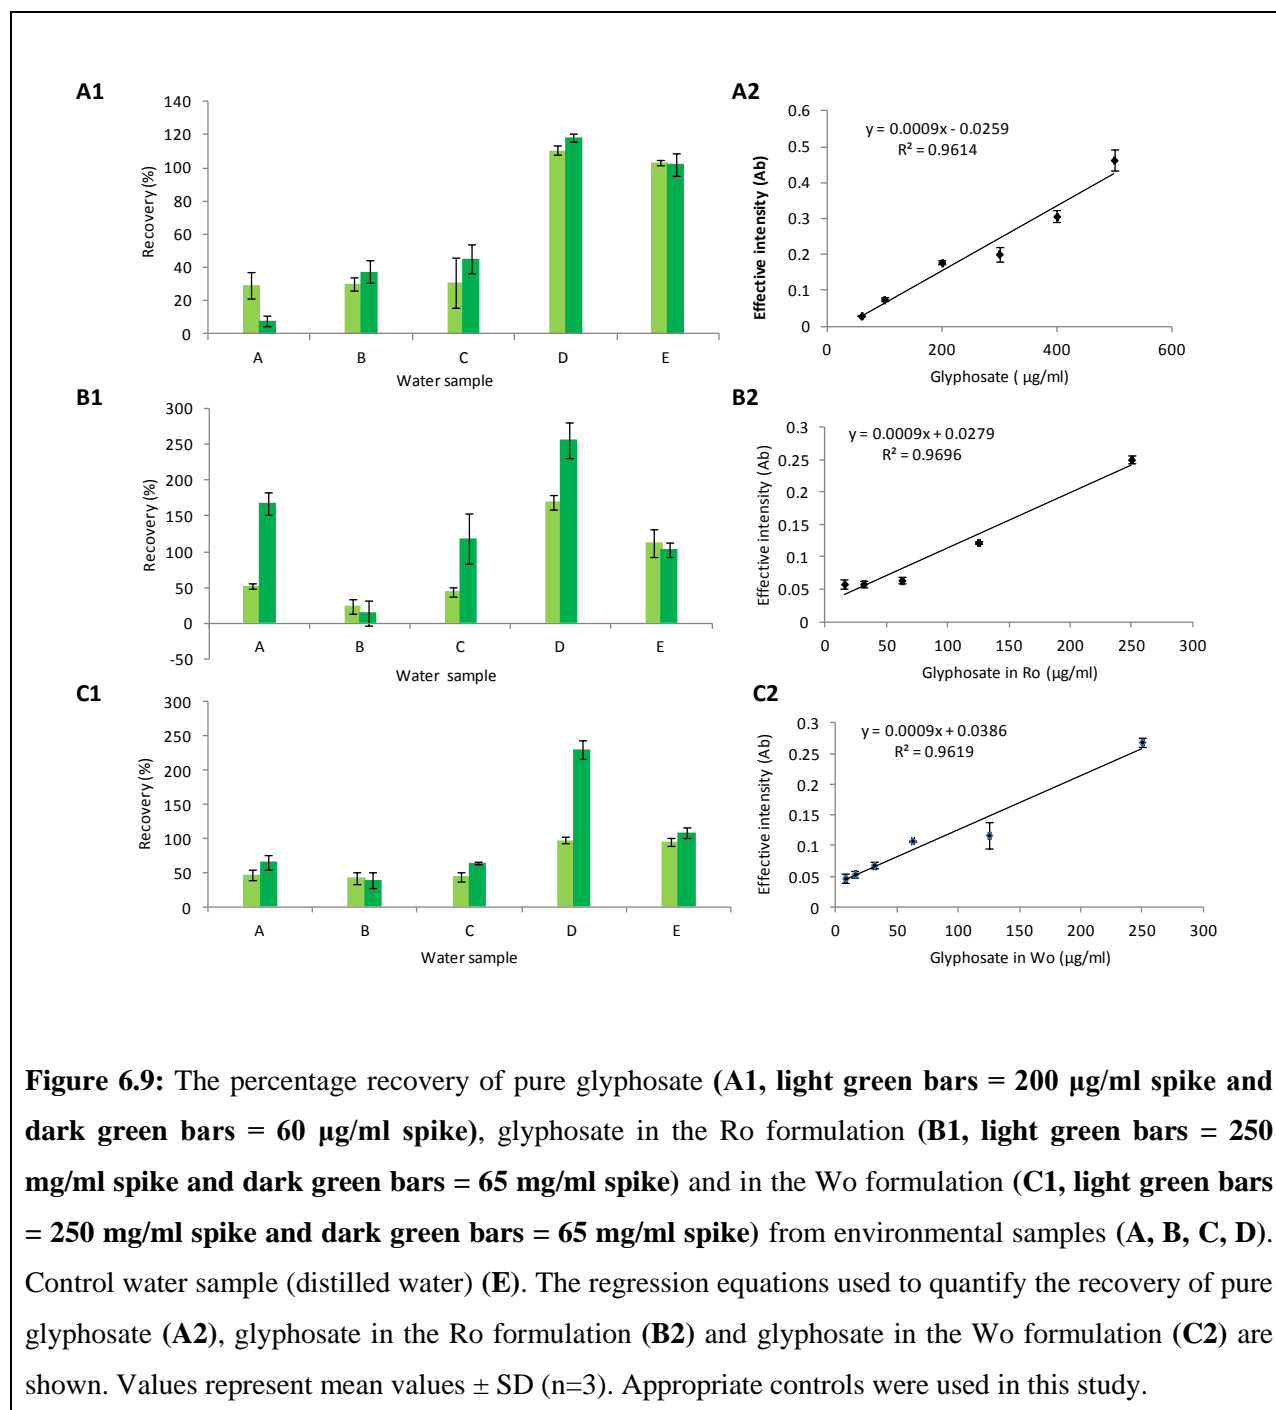 A1
140
120
100
80
60
40
20
0
Recovery (%)
A
B
C
D
E
Water sample
A2
0.6
0.5
0.4
0.3
0.2
0.1
0
Effective intensity (Ab)
y = 0.0009x - 0.0259
R² = 0.9614
0
200
400
600
Glyphosate ( µg/ml)
B1
300
250
200
150
100
50
0
-50
Recovery (%)
A
B
C
D
E
Water sample
B2
0.3
0.25
0.2
0.15
0.1
0.05
0
Effective intensity (Ab)
y = 0.0009x + 0.0279
R² = 0.9696
0
50
100
150
200
250
300
Glyphosate in Ro (µg/ml)
C1
300
250
200
150
100
50
0
Recovery (%)
A
B
C
D
E
Water sample
C2
0.3
0.25
0.2
0.15
0.1
0.05
0
Effective intensity (Ab)
y = 0.0009x + 0.0386
R² = 0.9619
0
50
100
150
200
250
300
Glyphosate in Wo (µg/ml)
Figure 6.9: The percentage recovery of pure glyphosate (A1, light green bars = 200 µg/ml spike and
dark green bars = 60 µg/ml spike), glyphosate in the Ro formulation (B1, light green bars = 250
mg/ml spike and dark green bars = 65 mg/ml spike) and in the Wo formulation (C1, light green bars
= 250 mg/ml spike and dark green bars = 65 mg/ml spike) from environmental samples (A, B, C, D).
Control water sample (distilled water) (E). The regression equations used to quantify the recovery of pure
glyphosate (A2), glyphosate in the Ro formulation (B2) and glyphosate in the Wo formulation (C2) are
shown. Values represent mean values ± SD (n=3). Appropriate controls were used in this study.